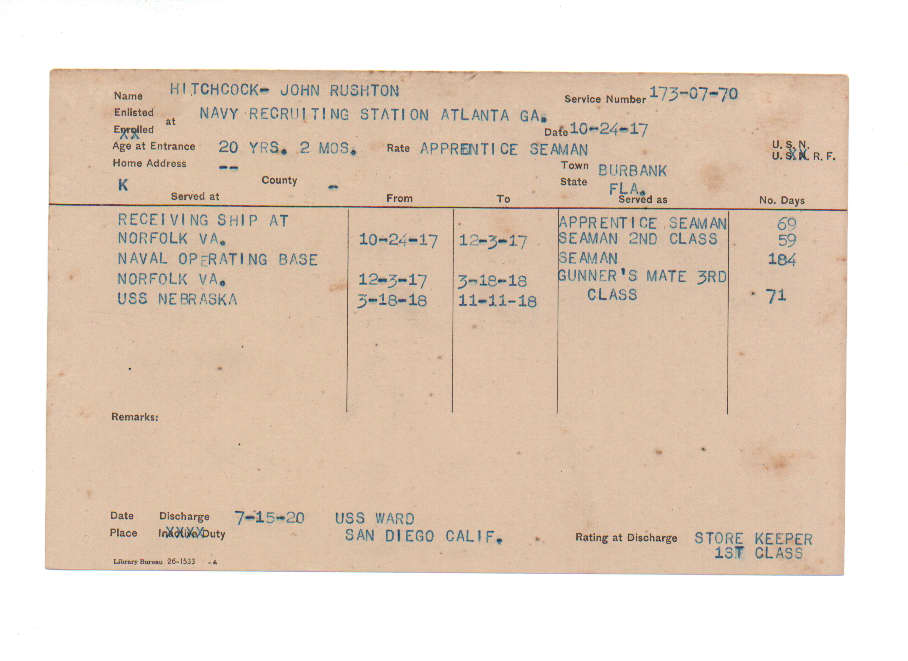 Name HITCHCOCK- JOHN RUSHTON Service Number 173-07-70
Enlisted
Enrolled at NAVY RECRUITING STATION ATLANTA GA. Date 10-24-17
XX
Age at Entrance 20 YRS. 2 MOS. Rate APPRENTICE SEAMAN U. S. N.
U. S. N. R. F.
Home Address -- Town BURBANK
K County - State FLA.
Served at From To Served as No. Days
RECEIVING SHIP AT APPRENTICE SEAMAN 69
NORFOLK VA. 10-24-17 12-3-17 SEAMAN 2ND CLASS 59
NAVAL OPERATING BASE SEAMAN 184
NORFOLK VA. 12-3-17 3-18-18 GUNNER'S MATE 3RD
USS NEBRASKA 3-18-18 11-11-18 CLASS 71
Remarks:
Date Discharge 7-15-20 USS WARD
Place Inactive Duty XXXX SAN DIEGO CALIF. Rating at Discharge STORE KEEPER
1ST CLASS
Library Bureau 26-1533 -A